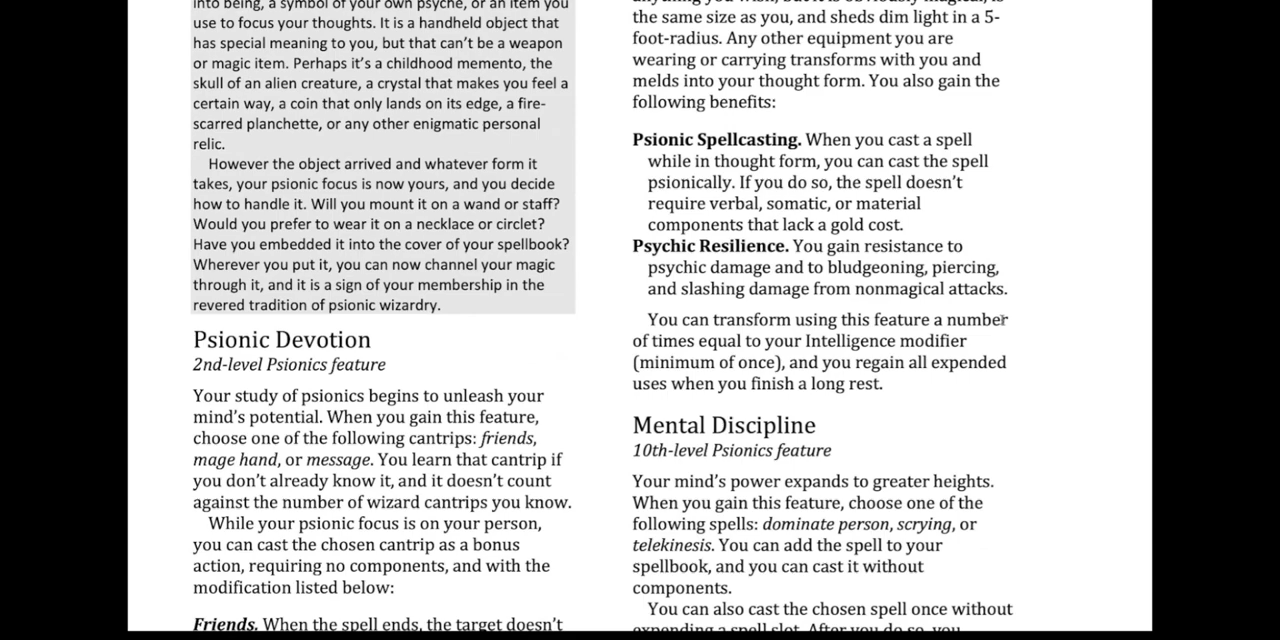 into being, a symbol of your own psyche, or an item you
use to focus your thoughts. It is a handheld object that
has special meaning to you, but that can't be a weapon
or magic item. Perhaps it's a childhood memento, the
skull of an alien creature, a crystal that makes you feel a
certain way, a coin that only lands on its edge, a fire-
scarred planchette, or any other enigmatic personal
relic.
However the object arrived and whatever form it
takes, your psionic focus is now yours, and you decide
how to handle it. Will you mount it on a wand or staff?
Would you prefer to wear it on a necklace or circlet?
Have you embedded it into the cover of your spellbook?
Wherever you put it, you can now channel your magic
through it, and it is a sign of your membership in the
revered tradition of psionic wizardry.
Psionic Devotion
2nd-level Psionics feature
Your study of psionics begins to unleash your
mind's potential. When you gain this feature,
choose one of the following cantrips: friends,
mage hand, or message. You learn that cantrip if
you don't already know it, and it doesn't count
against the number of wizard cantrips you know.
While your psionic focus is on your person,
you can cast the chosen cantrip as a bonus
action, requiring no components, and with the
modification listed below:
Friends. When the spell ends, the target doesn't
anything you wish, but it is obviously magical, is
the same size as you, and sheds dim light in a 5-
foot-radius. Any other equipment you are
wearing or carrying transforms with you and
melds into your thought form. You also gain the
following benefits:
Psionic Spellcasting. When you cast a spell
while in thought form, you can cast the spell
psionically. If you do so, the spell doesn't
require verbal, somatic, or material
components that lack a gold cost.
Psychic Resilience. You gain resistance to
psychic damage and to bludgeoning, piercing,
and slashing damage from nonmagical attacks.
You can transform using this feature a number
of times equal to your Intelligence modifier
(minimum of once), and you regain all expended
uses when you finish a long rest.
Mental Discipline
10th-level Psionics feature
Your mind's power expands to greater heights.
When you gain this feature, choose one of the
following spells: dominate person, scrying, or
telekinesis. You can add the spell to your
spellbook, and you can cast it without
components.
You can also cast the chosen spell once without
expending a spell slot. After you do so, you